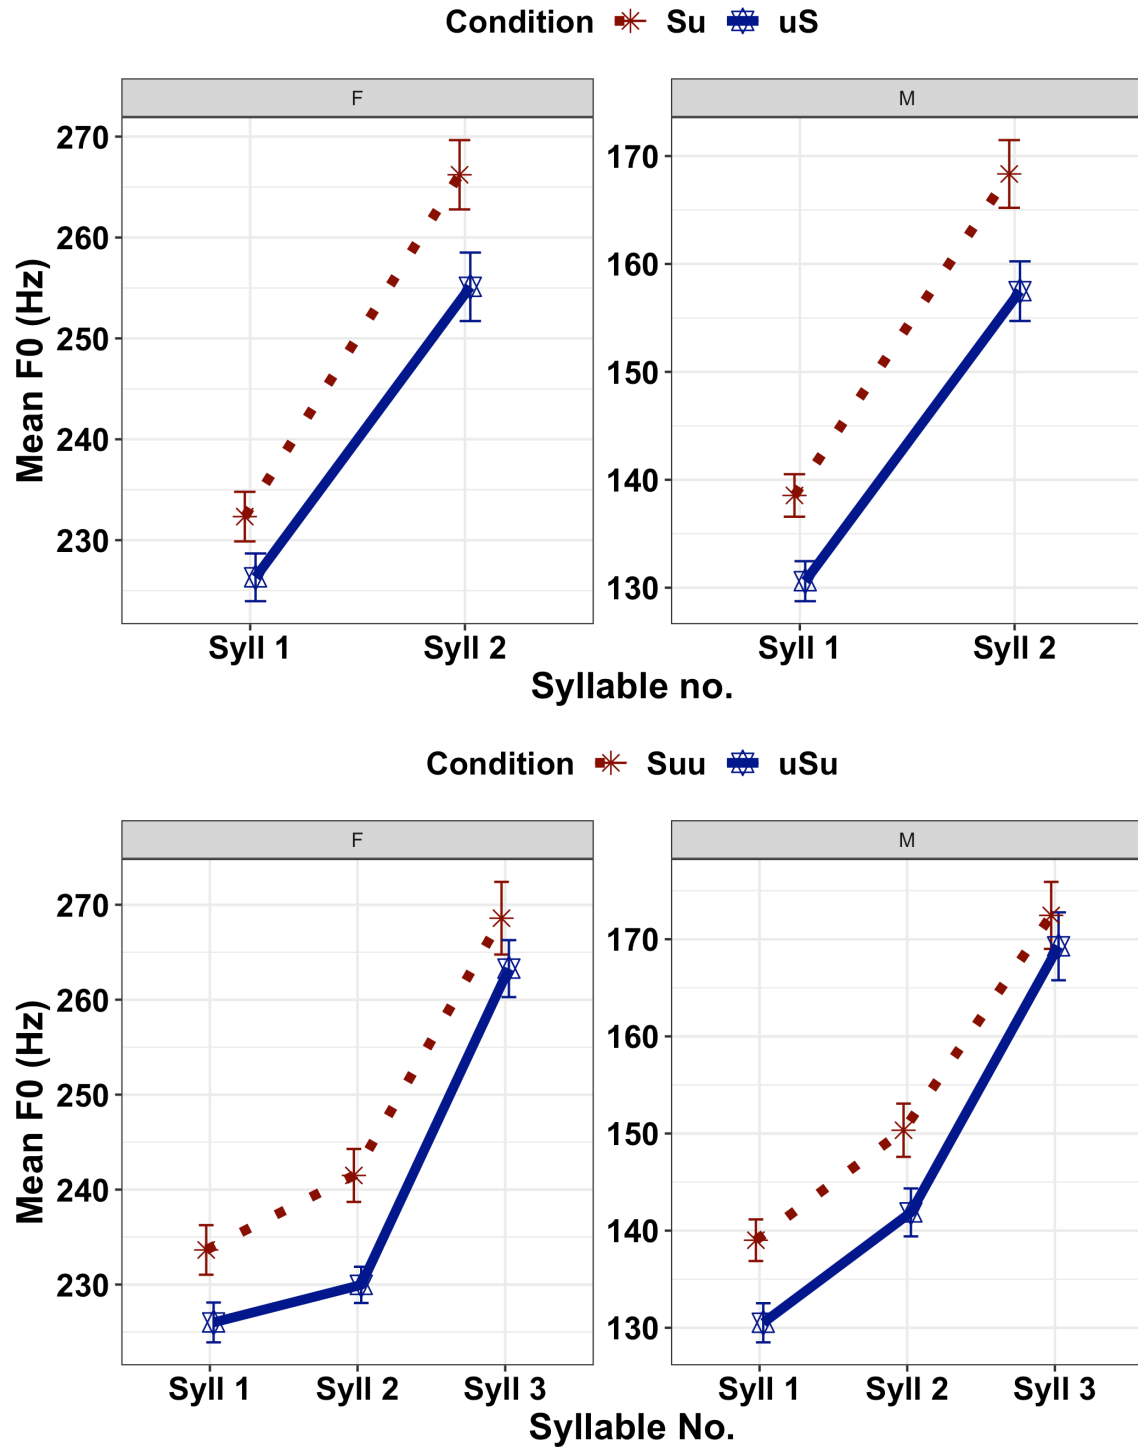 Condition Su uS
F M
270
260
250
240
230
170
160
150
140
130
Mean F0 (Hz)
Syll 1 Syll 2 Syll 1 Syll 2
Syllable no.
Condition Suu uSu
F M
270
260
250
240
230
170
160
150
140
130
Mean F0 (Hz)
Syll 1 Syll 2 Syll 3 Syll 1 Syll 2 Syll 3
Syllable No.